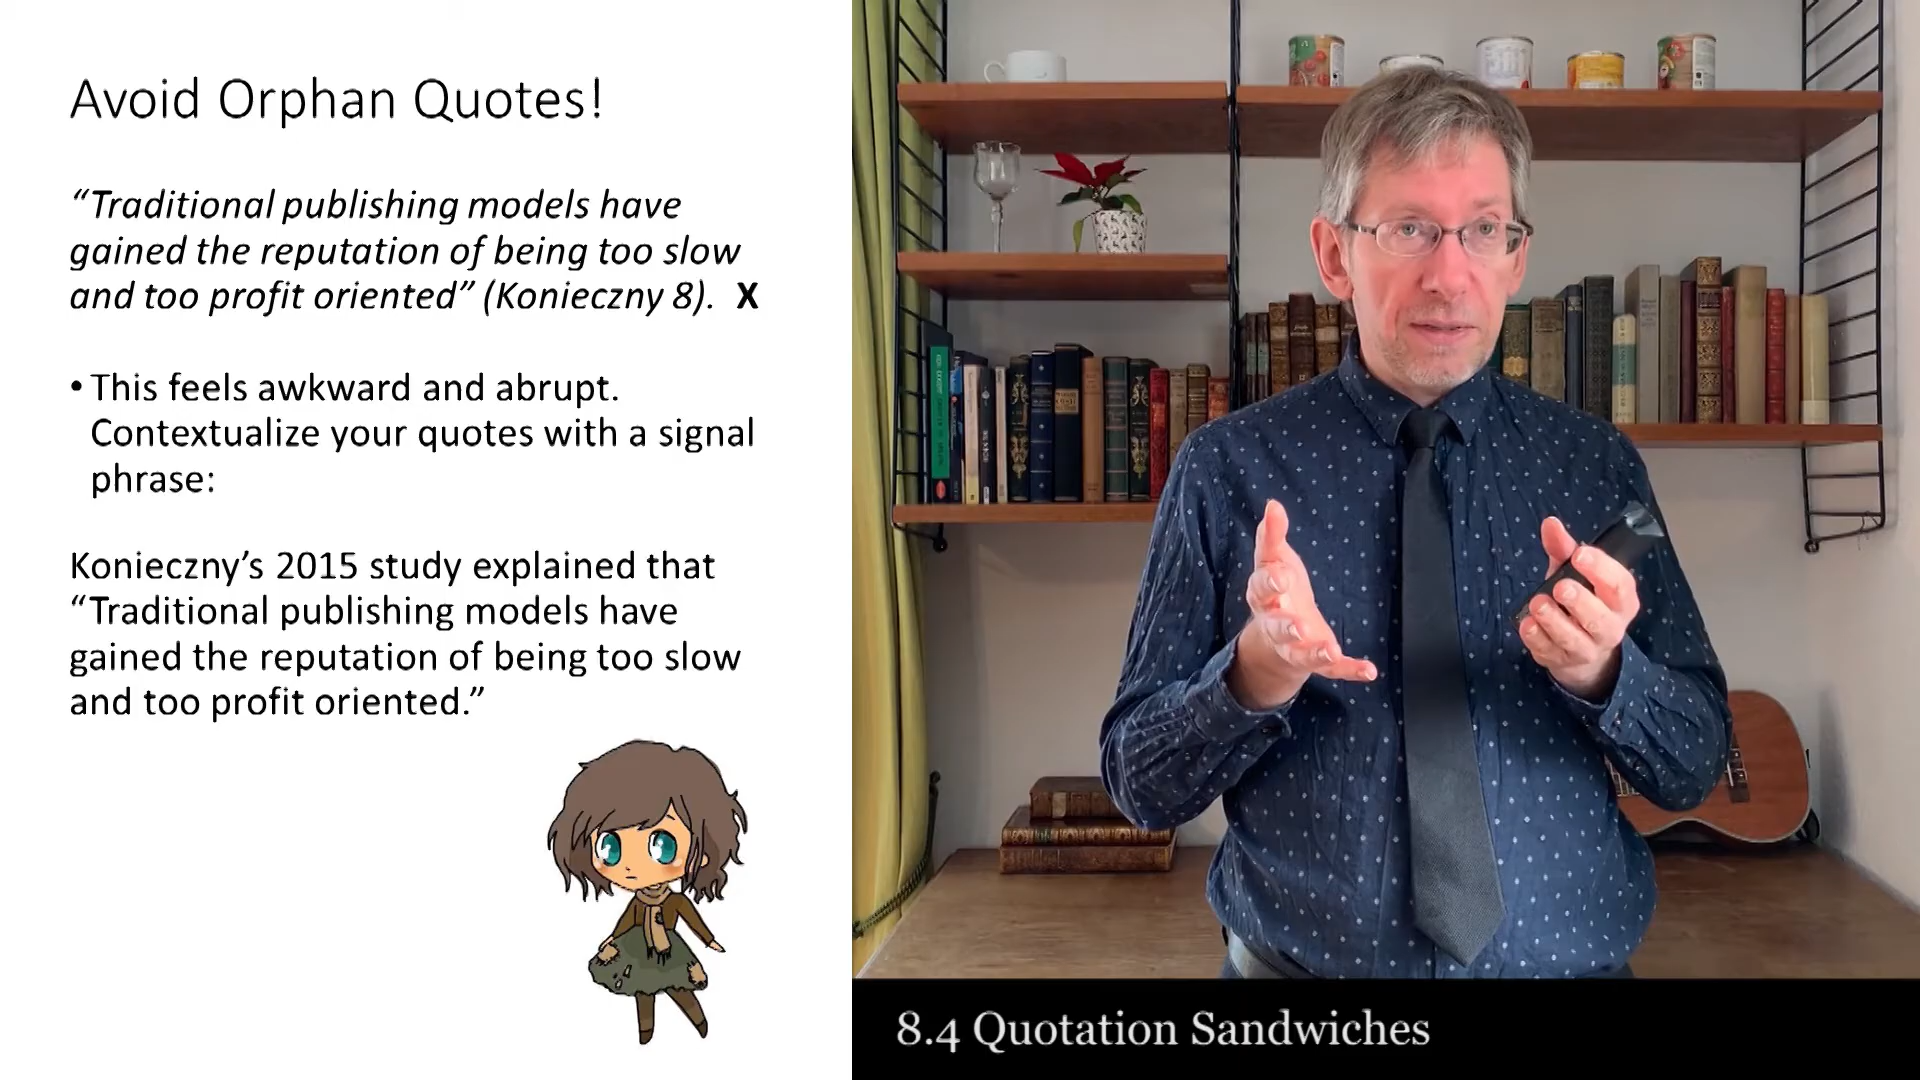 Avoid Orphan Quotes!
“Traditional publishing models have
gained the reputation of being too slow
and too profit oriented” (Konieczny 8). X
• This feels awkward and abrupt.
Contextualize your quotes with a signal
phrase:
Konieczny’s 2015 study explained that
“Traditional publishing models have
gained the reputation of being too slow
and too profit oriented.”
8.4 Quotation Sandwiches